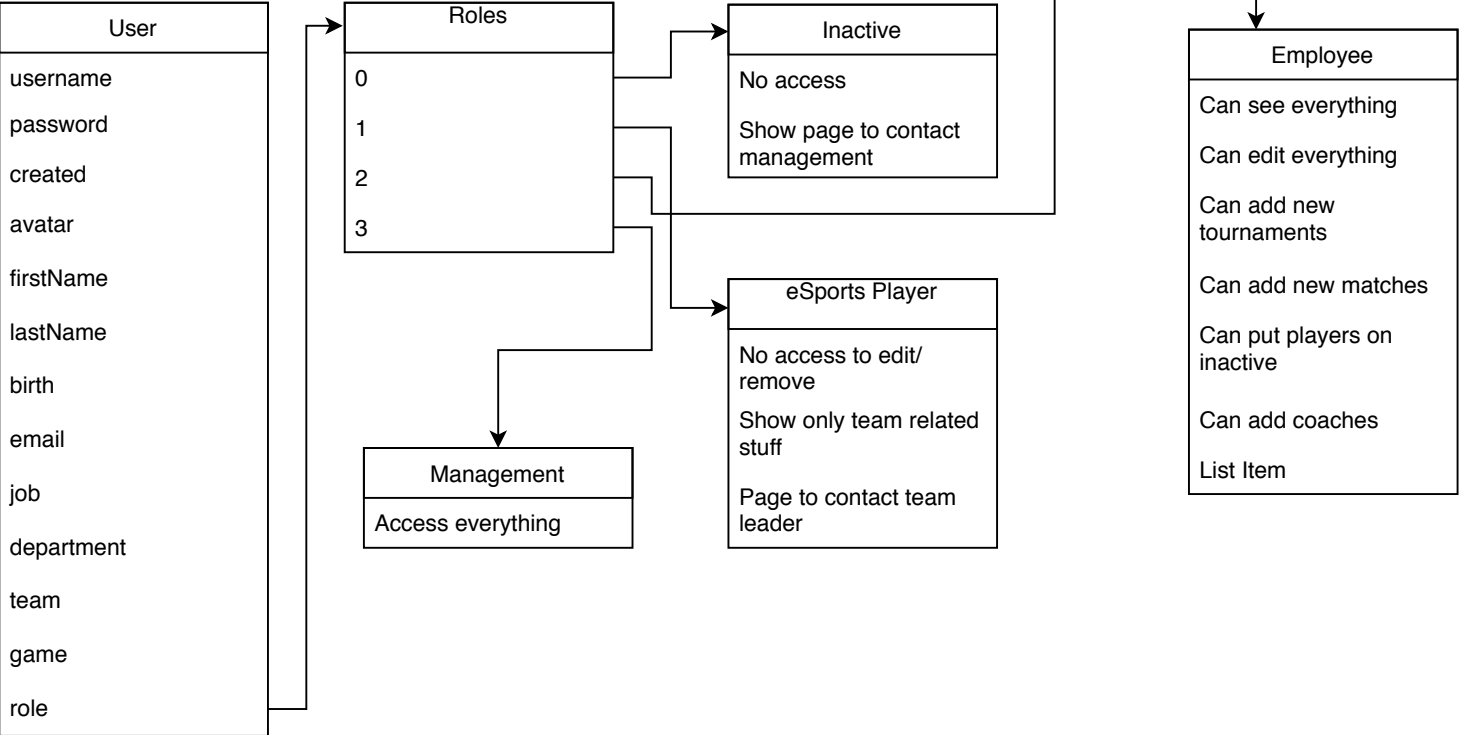 User
username
password
created
avatar
firstName
lastName
birth
email
job
department
team
game
role
Roles
0
1
2
3
Inactive
No access
Show page to contact
management
eSports Player
No access to edit/
remove
Show only team related
stuff
Page to contact team
leader
Management
Access everything
Employee
Can see everything
Can edit everything
Can add new
tournaments
Can add new matches
Can put players on
inactive
Can add coaches
List Item